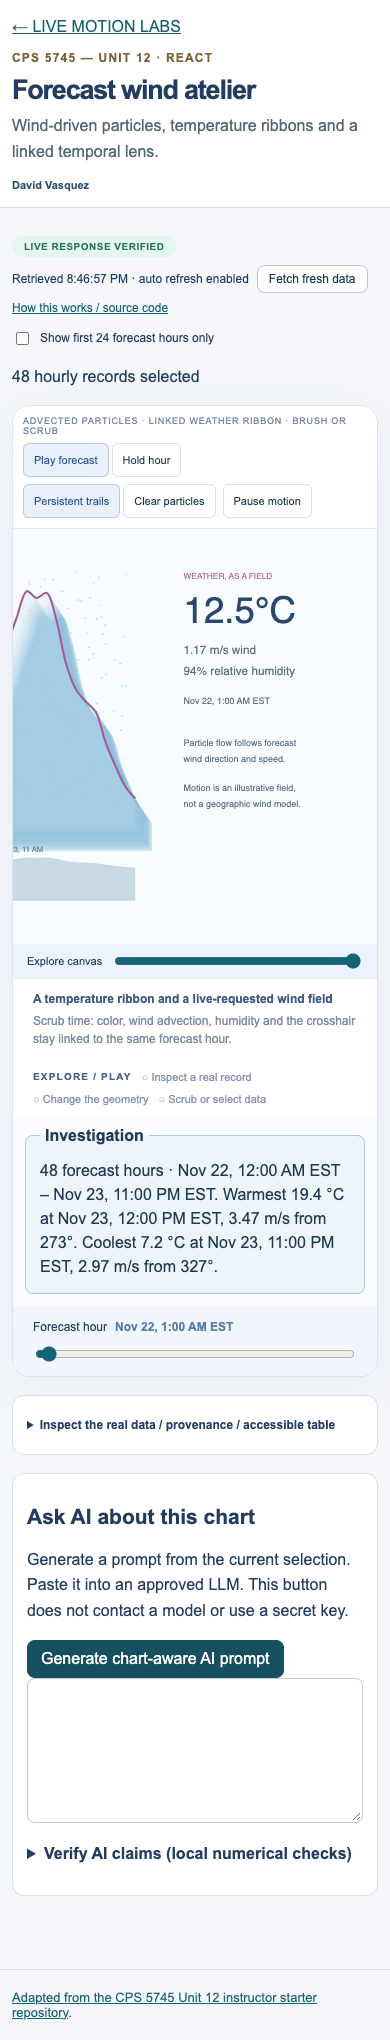 ← LIVE MOTION LABS
CPS 5745 — UNIT 12 · REACT
Forecast wind atelier
Wind-driven particles, temperature ribbons and a
linked temporal lens.
David Vasquez
LIVE RESPONSE VERIFIED
Retrieved 8:46:57 PM · auto refresh enabled
Fetch fresh data
How this works / source code
Show first 24 forecast hours only
48 hourly records selected
ADVECTED PARTICLES · LINKED WEATHER RIBBON · BRUSH OR
SCRUB
Play forecast
Hold hour
Persistent trails
Clear particles
Pause motion
WEATHER, AS A FIELD
12.5°C
1.17 m/s wind
94% relative humidity
Nov 22, 1:00 AM EST
Particle flow follows forecast
wind direction and speed.
Motion is an illustrative field,
not a geographic wind model.
3, 11 AM
Explore canvas
A temperature ribbon and a live-requested wind field
Scrub time: color, wind advection, humidity and the crosshair
stay linked to the same forecast hour.
EXPLORE / PLAY ○ Inspect a real record
○ Change the geometry ○ Scrub or select data
Investigation
48 forecast hours · Nov 22, 12:00 AM EST
– Nov 23, 11:00 PM EST. Warmest 19.4 °C
at Nov 23, 12:00 PM EST, 3.47 m/s from
273°. Coolest 7.2 °C at Nov 23, 11:00 PM
EST, 2.97 m/s from 327°.
Forecast hour Nov 22, 1:00 AM EST
Inspect the real data / provenance / accessible table
Ask AI about this chart
Generate a prompt from the current selection.
Paste it into an approved LLM. This button
does not contact a model or use a secret key.
Generate chart-aware AI prompt
Verify AI claims (local numerical checks)
Adapted from the CPS 5745 Unit 12 instructor starter
repository.